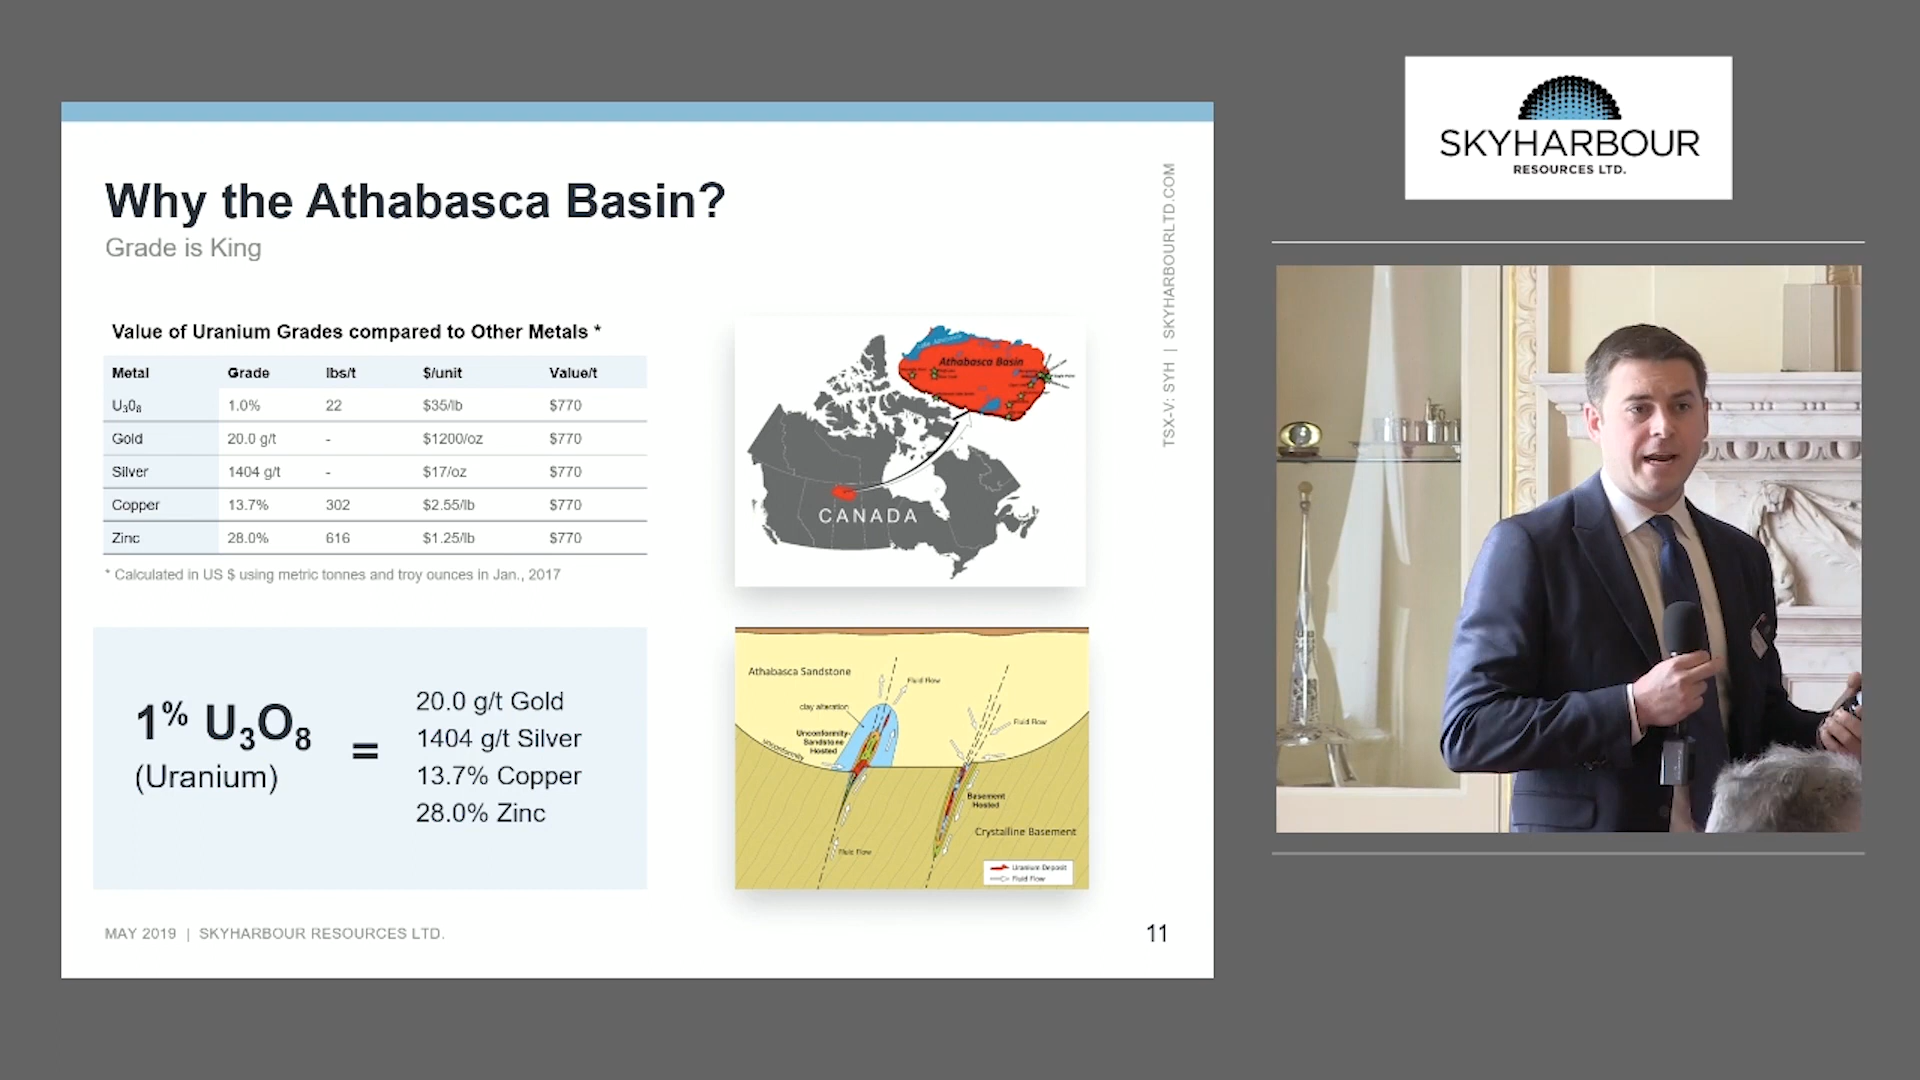 Why the Athabasca Basin?
Grade is King
Value of Uranium Grades compared to Other Metals *
Metal Grade lbs/t $/unit Value/t
U₃0₈ 1.0% 22 $35/lb $770
Gold 20.0 g/t - $1200/oz $770
Silver 1404 g/t - $17/oz $770
Copper 13.7% 302 $2.55/lb $770
Zinc 28.0% 616 $1.25/lb $770
* Calculated in US $ using metric tonnes and troy ounces in Jan., 2017
1% U₃O₈
(Uranium)
=
20.0 g/t Gold
1404 g/t Silver
13.7% Copper
28.0% Zinc
Athabasca Basin
CANADA
Athabasca Sandstone
Fluid Flow
clay alteration
Fluid Flow
Unconformity-
Sandstone
Hosted
unconformity
Basement
Hosted
Crystalline Basement
Fluid Flow
Uranium Deposit
Fluid Flow
TSX-V: SYH | SKYHARBOURLTD.COM
MAY 2019 | SKYHARBOUR RESOURCES LTD.
11
SKYHARBOUR
RESOURCES LTD.